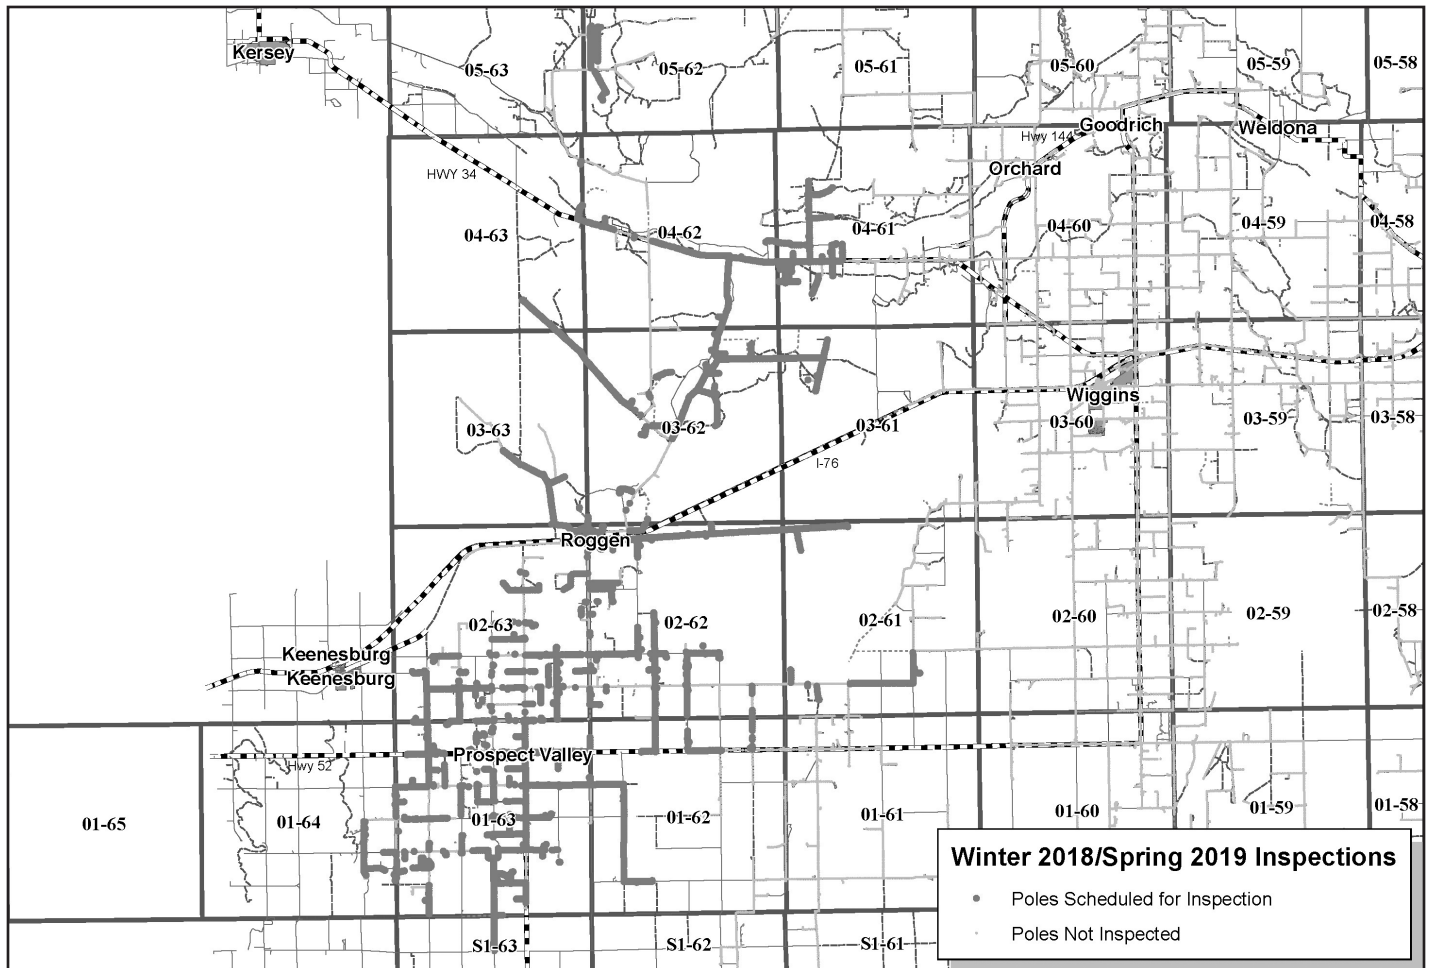 Kersey
05-63
05-62
05-61
05-60
05-59
05-58
Goodrich
Weldona
Hwy 144
Orchard
HWY 34
04-63
04-62
04-61
04-60
04-59
04-58
Wiggins
03-63
03-62
03-61
03-60
03-59
03-58
I-76
Roggen
02-63
02-62
02-61
02-60
02-59
02-58
Keenesburg
Keenesburg
Prospect Valley
Hwy 52
01-65
01-64
01-63
01-62
01-61
01-60
01-59
01-58
S1-63
S1-62
S1-61
Winter 2018/Spring 2019 Inspections
Poles Scheduled for Inspection
Poles Not Inspected